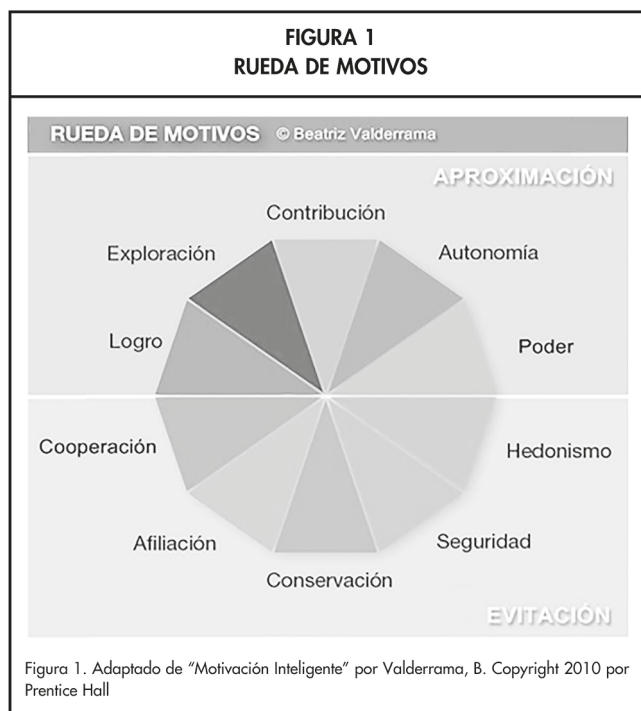 FIGURA 1
RUEDA DE MOTIVOS
RUEDA DE MOTIVOS © Beatriz Valderrama
APROXIMACIÓN
Contribución
Exploración
Autonomía
Logro
Poder
Cooperación
Hedonismo
Afiliación
Seguridad
Conservación
EVITACIÓN
Figura 1. Adaptado de “Motivación Inteligente” por Valderrama, B. Copyright 2010 por
Prentice Hall